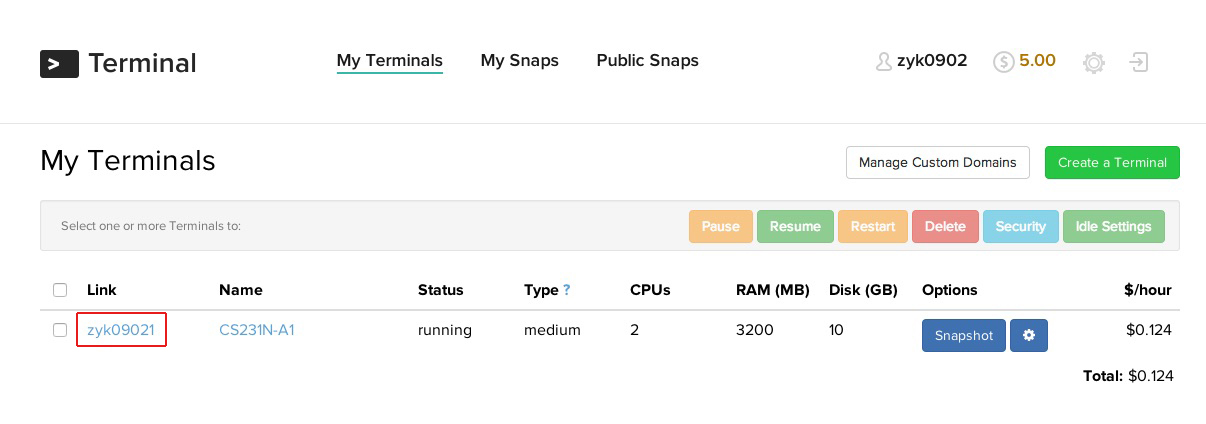 >_ Terminal My Terminals My Snaps Public Snaps zyk0902 $ 5.00
My Terminals Manage Custom Domains Create a Terminal
Select one or more Terminals to: Pause Resume Restart Delete Security Idle Settings
Link Name Status Type ? CPUs RAM (MB) Disk (GB) Options $/hour
zyk09021 CS231N-A1 running medium 2 3200 10 Snapshot $0.124
Total: $0.124